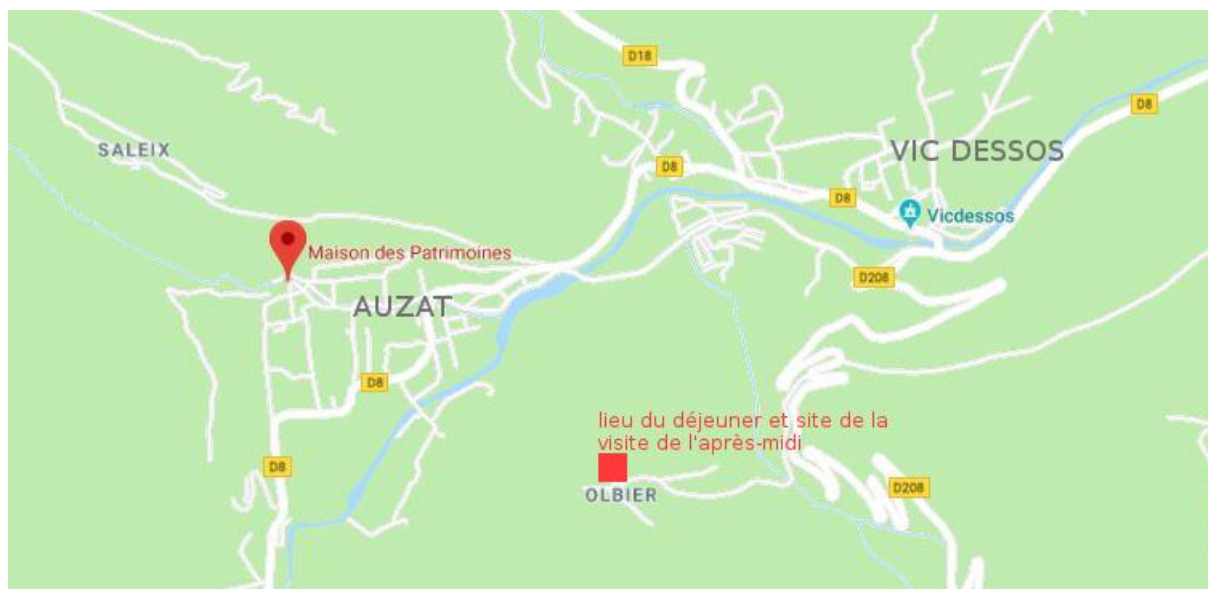 D18
D8
SALEIX
VIC DESSOS
D8
D8
Vicdessos
Maison des Patrimoines
D208
AUZAT
D8
lieu du déjeuner et site de la
visite de l'après-midi
D8
OLBIER
D208